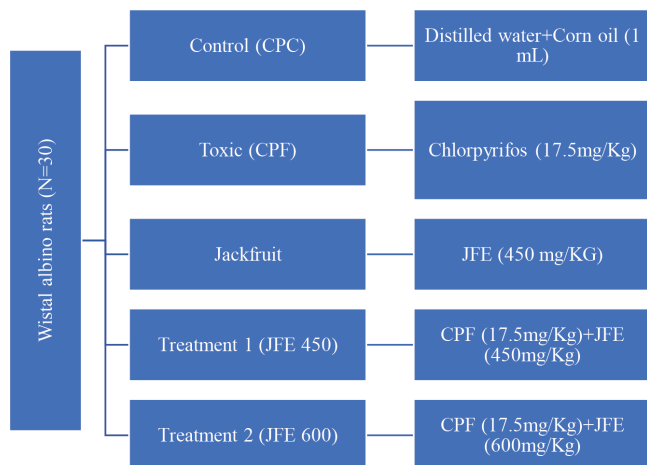 Wistal albino rats (N=30)
Control (CPC)
Distilled water+Corn oil (1
mL)
Toxic (CPF)
Chlorpyrifos (17.5mg/Kg)
Jackfruit
JFE (450 mg/KG)
Treatment 1 (JFE 450)
CPF (17.5mg/Kg)+JFE
(450mg/Kg)
Treatment 2 (JFE 600)
CPF (17.5mg/Kg)+JFE
(600mg/Kg)